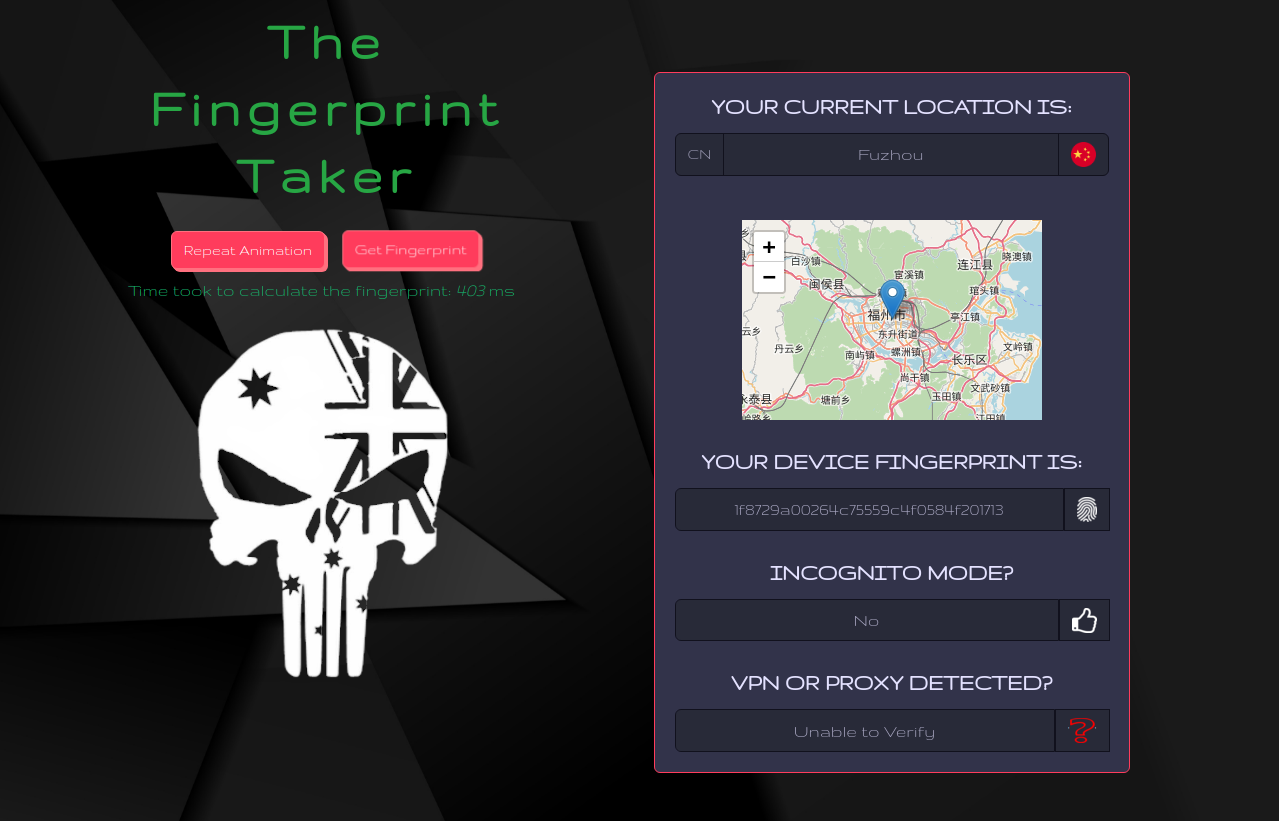 The
Fingerprint
Taker
Repeat Animation
Get Fingerprint
Time took to calculate the fingerprint: 403 ms
YOUR CURRENT LOCATION IS:
CN
Fuzhou
+
−
白沙镇
闽侯县
宦溪镇
连江县
晓澳镇
琯头镇
福州市
亭江镇
东升街道
云乡
丹云乡
南屿镇
螺洲镇
长乐区
文岭镇
尚干镇
文武砂镇
永泰县
塘前乡
玉田镇
江田镇
YOUR DEVICE FINGERPRINT IS:
1f8729a00264c75559c4f0584f201713
INCOGNITO MODE?
No
VPN OR PROXY DETECTED?
Unable to Verify